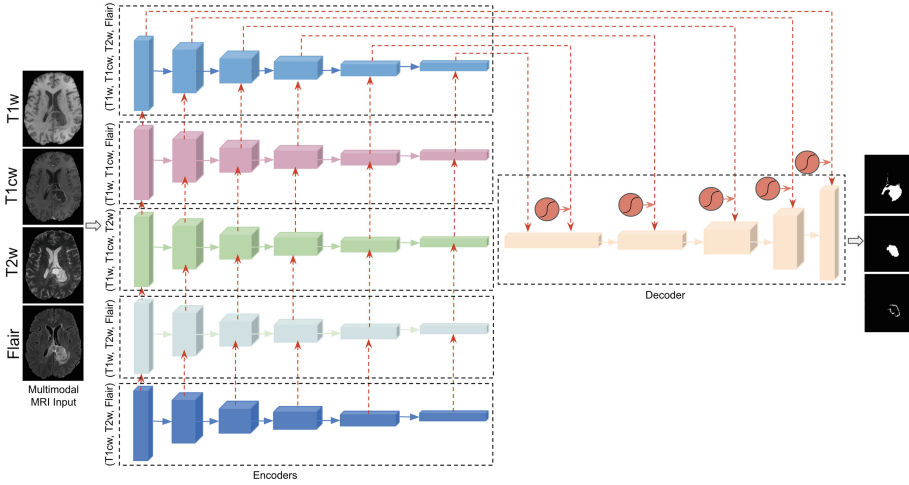 T1w
T1cw
T2w
Flair
Multimodal
MRI Input
(T1w, T1cw, T2w, Flair)
(T1w, T1cw, Flair)
(T1w, T1cw, T2w)
(T1w, T2w, Flair)
(T1cw, T2w, Flair)
Encoders
Decoder